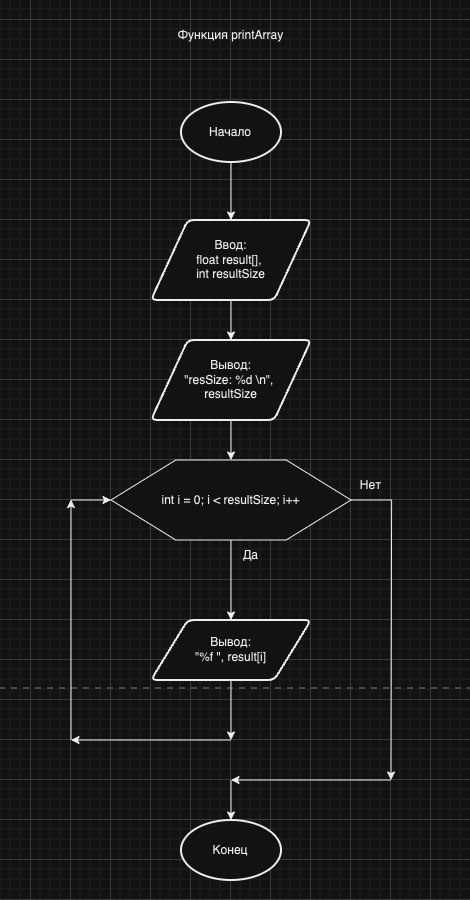 Функция printArray
Начало
Ввод:
float result[],
int resultSize
Вывод:
"resSize: %d \n",
resultSize
Нет
int i = 0; i < resultSize; i++
Да
Вывод:
"%f ", result[i]
Конец